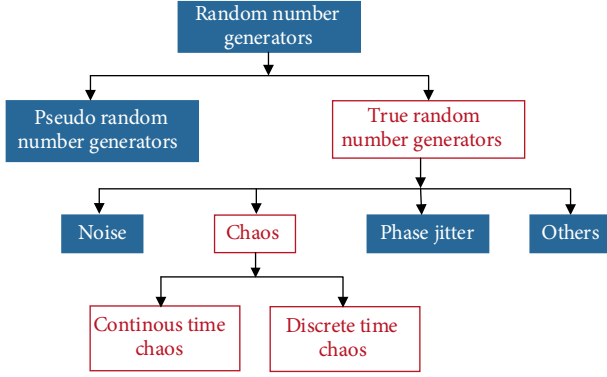 Random number
generators
Pseudo random
number generators
True random
number generators
Noise
Chaos
Phase jitter
Others
Continous time
chaos
Discrete time
chaos